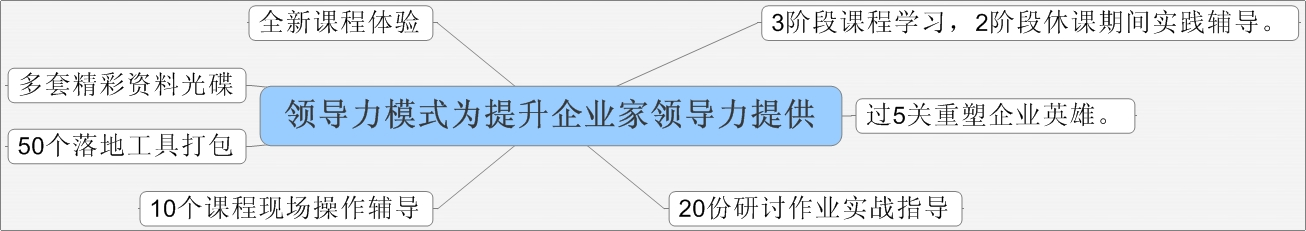 全新课程体验
3阶段课程学习，2阶段休课期间实践辅导。
多套精彩资料光碟
领导力模式为提升企业家领导力提供
过5关重塑企业英雄。
50个落地工具打包
10个课程现场操作辅导
20份研讨作业实战指导